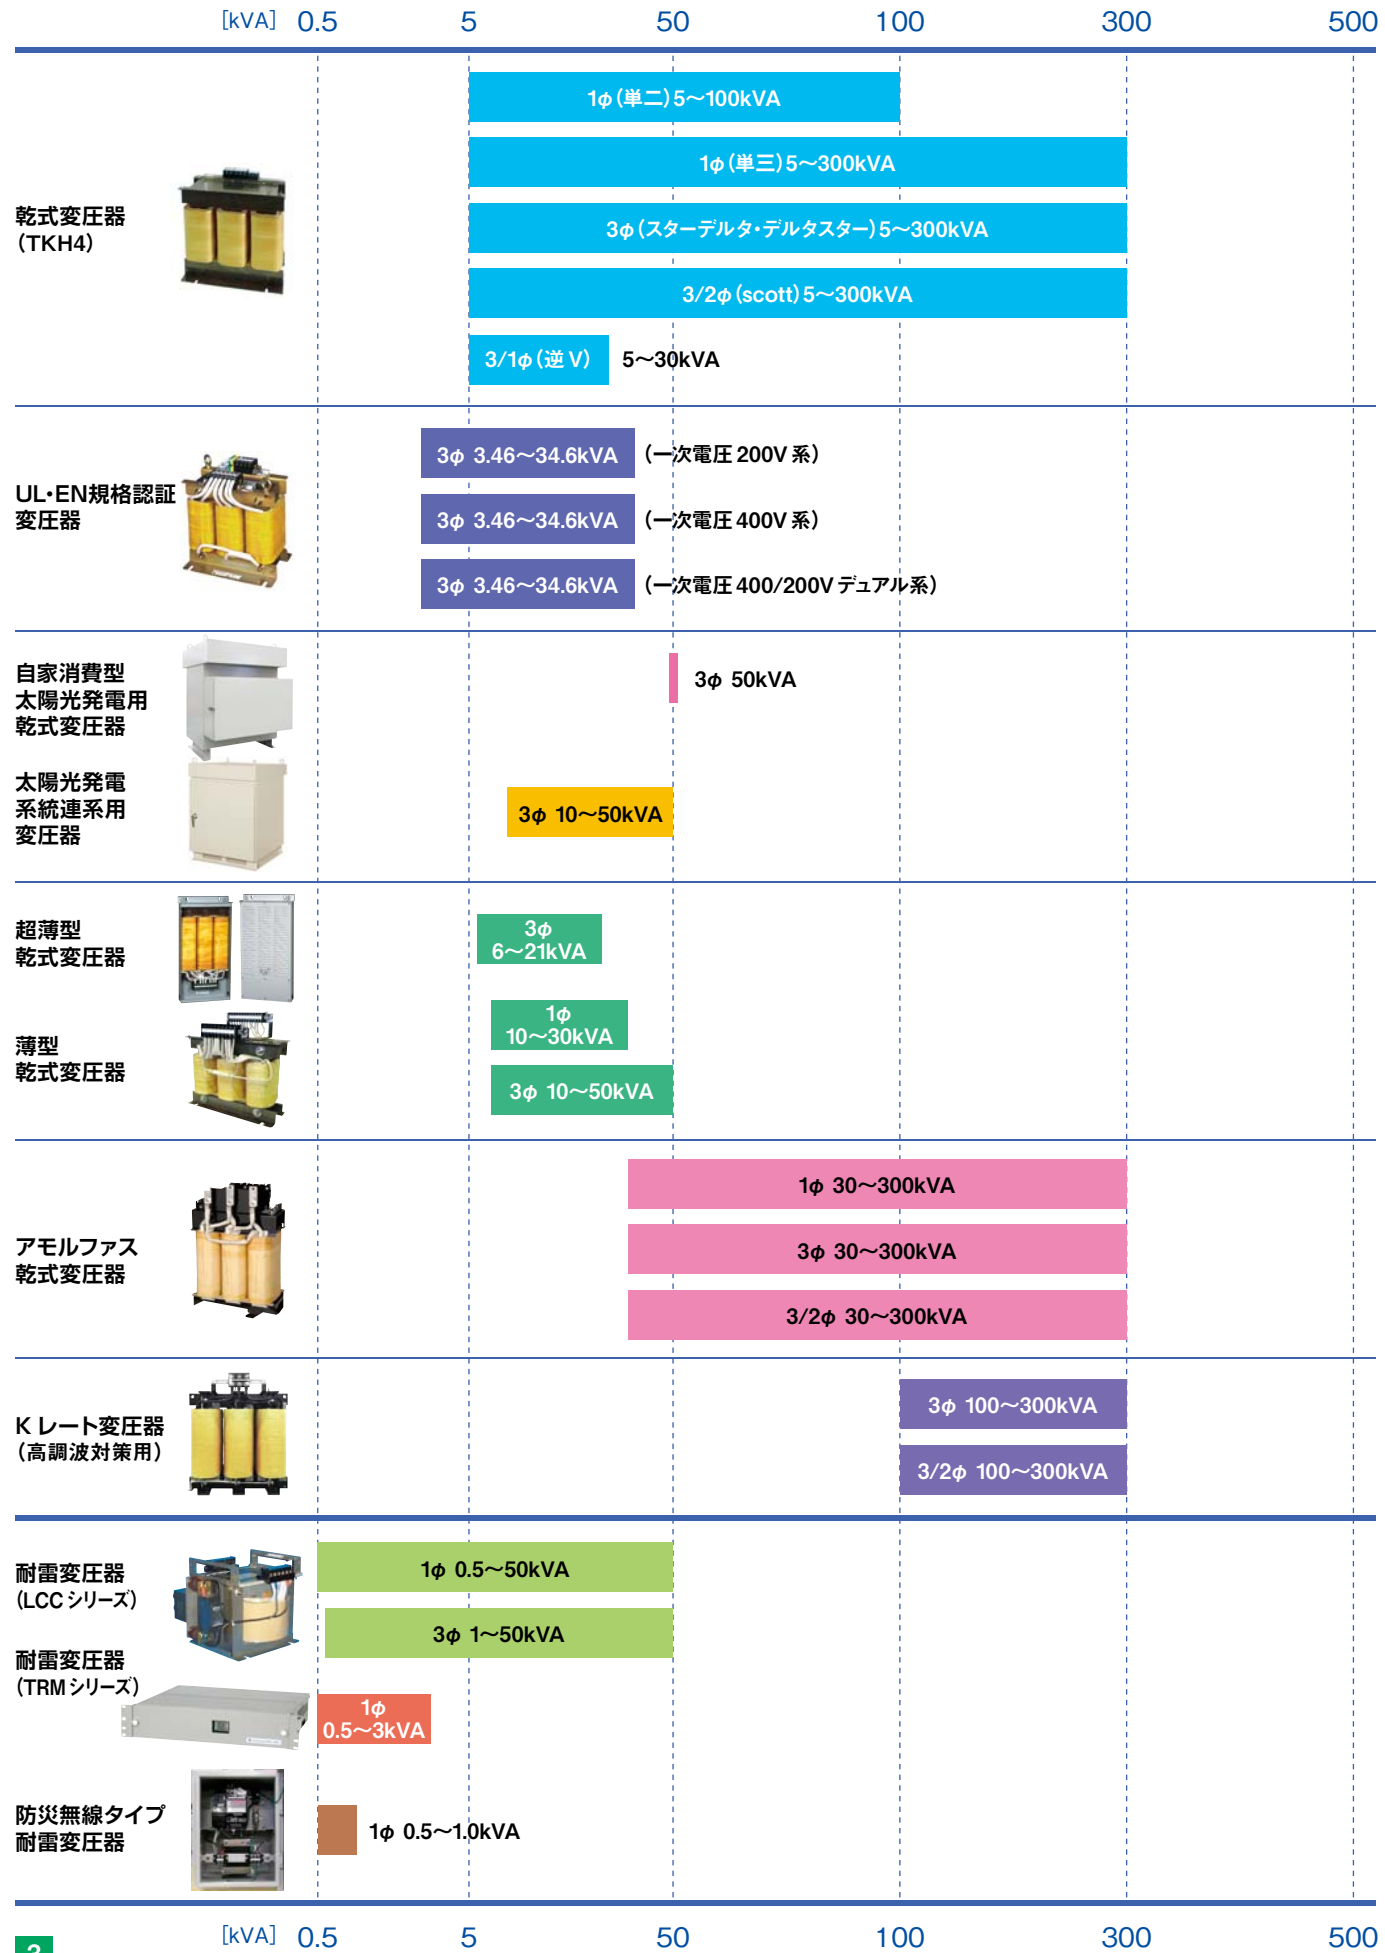 [kVA] 0.5 5 50 100 300 500
1φ(単二)5〜100kVA
1φ(単三)5〜300kVA
乾式変圧器
(TKH4)
3φ(スターデルタ・デルタスター)5〜300kVA
3/2φ(scott)5〜300kVA
3/1φ(逆V) 5〜30kVA
UL・EN規格認証
変圧器
3φ 3.46〜34.6kVA (一次電圧200V系)
3φ 3.46〜34.6kVA (一次電圧400V系)
3φ 3.46〜34.6kVA (一次電圧400/200Vデュアル系)
自家消費型
太陽光発電用
乾式変圧器
3φ 50kVA
太陽光発電
系統連系用
変圧器
3φ 10〜50kVA
超薄型
乾式変圧器
3φ
6〜21kVA
薄型
乾式変圧器
1φ
10〜30kVA
3φ 10〜50kVA
アモルファス
乾式変圧器
1φ 30〜300kVA
3φ 30〜300kVA
3/2φ 30〜300kVA
Kレート変圧器
(高調波対策用)
3φ 100〜300kVA
3/2φ 100〜300kVA
耐雷変圧器
(LCCシリーズ)
1φ 0.5〜50kVA
3φ 1〜50kVA
耐雷変圧器
(TRMシリーズ)
1φ
0.5〜3kVA
防災無線タイプ
耐雷変圧器
1φ 0.5〜1.0kVA
[kVA] 0.5 5 50 100 300 500